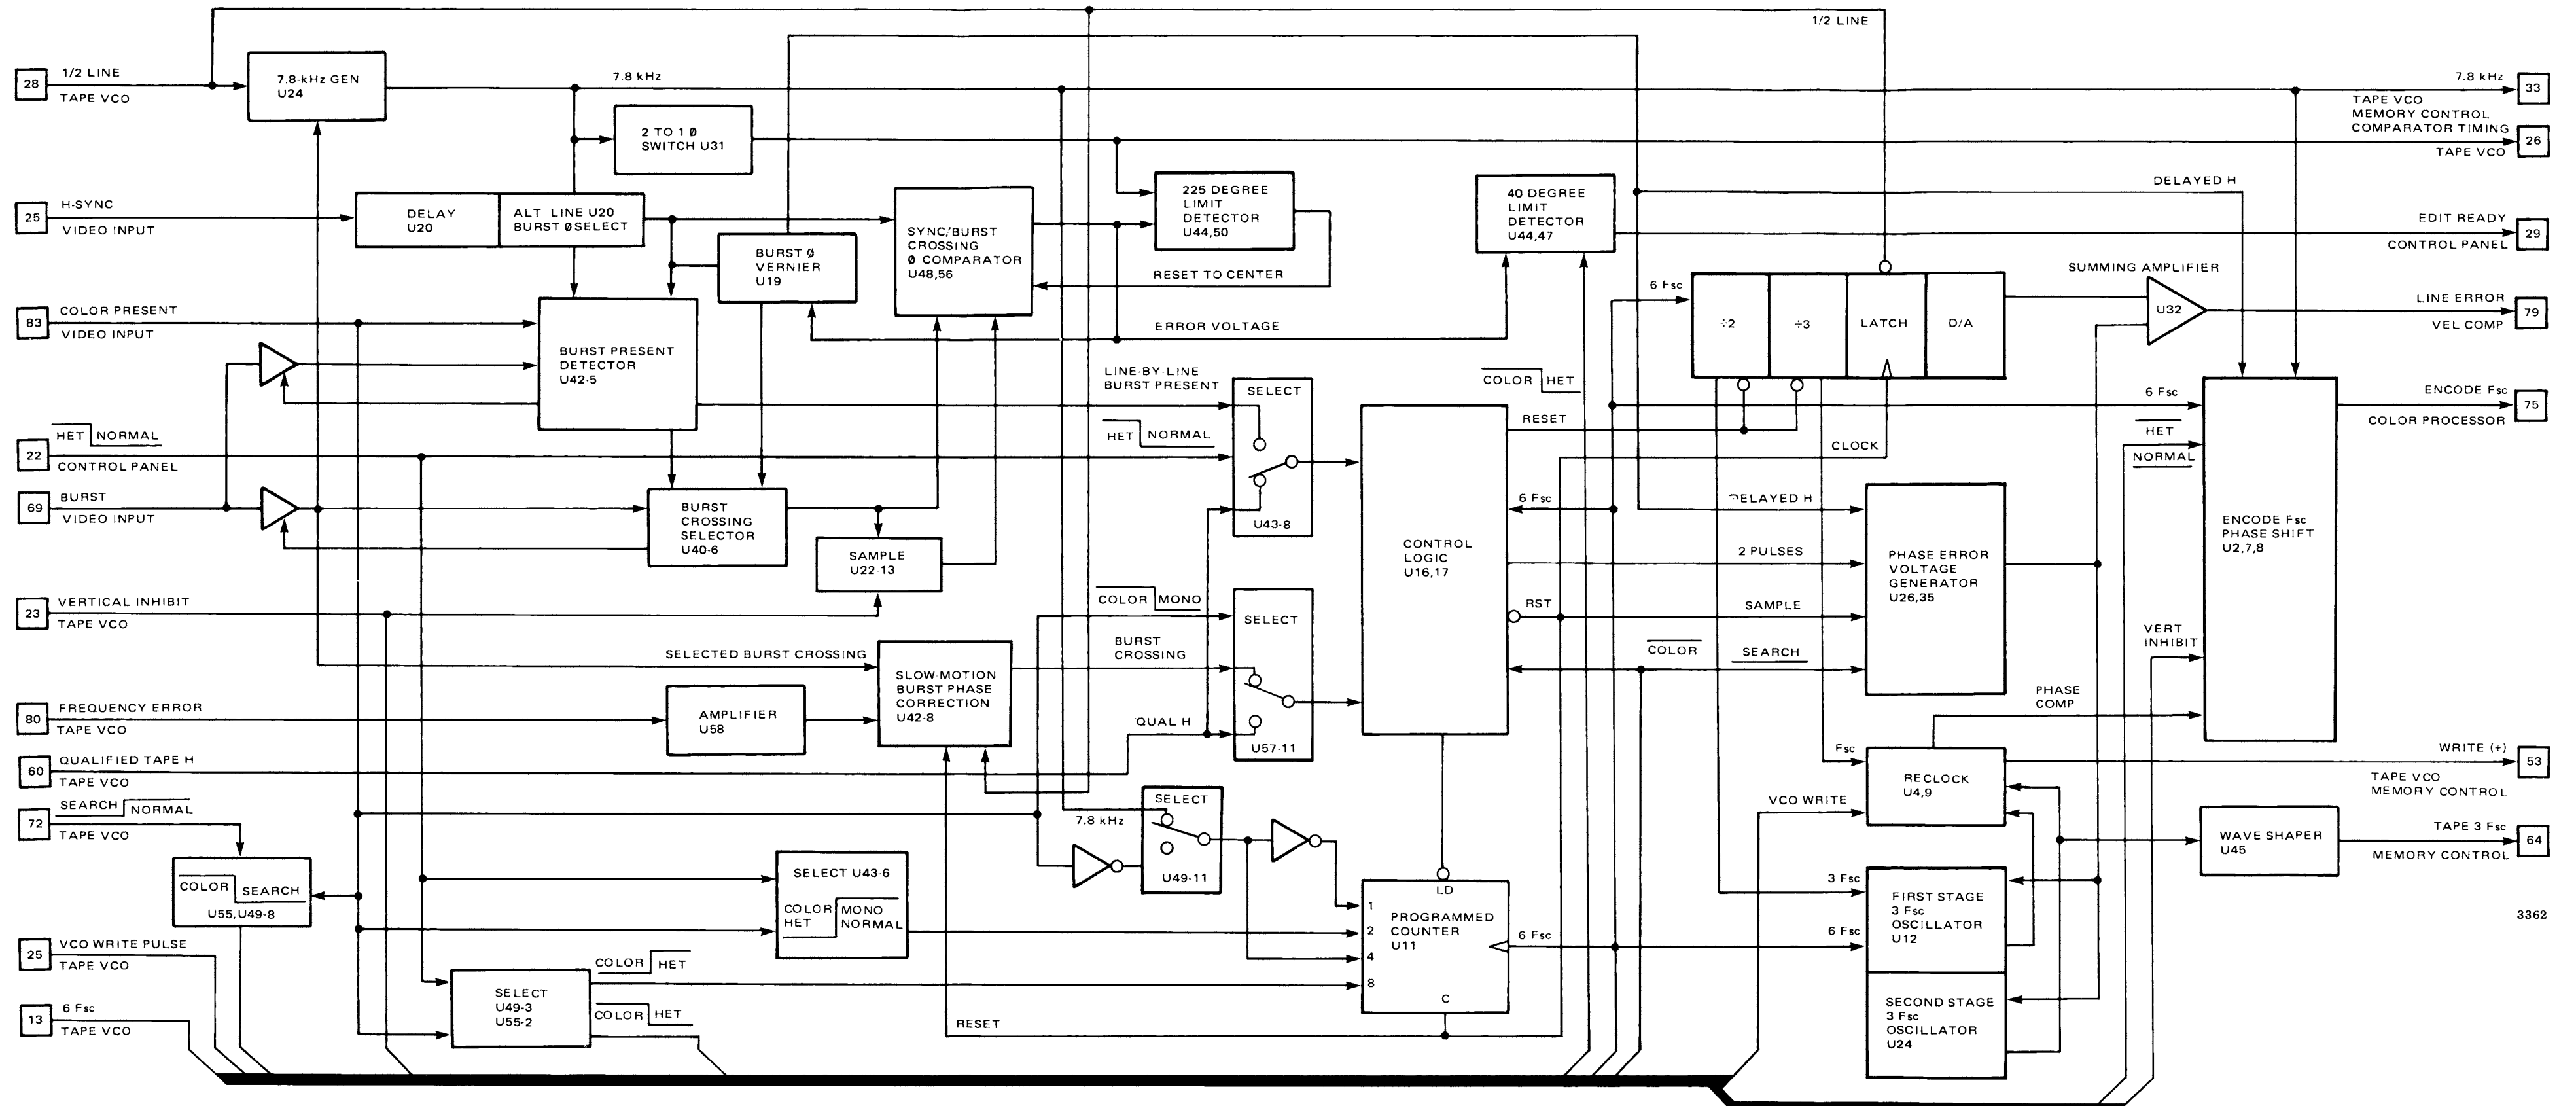 1/2 LINE
28
1/2 LINE
TAPE VCO
7.8-kHz GEN
U24
7.8 kHz
7.8 kHz
33
TAPE VCO
MEMORY CONTROL
COMPARATOR TIMING
2 TO 1 Ø
SWITCH U31
26
TAPE VCO
25
H-SYNC
VIDEO INPUT
DELAY
U20
ALT LINE U20
BURST Ø SELECT
BURST Ø
VERNIER
U19
SYNC/BURST
CROSSING
Ø COMPARATOR
U48,56
225 DEGREE
LIMIT
DETECTOR
U44,50
RESET TO CENTER
40 DEGREE
LIMIT
DETECTOR
U44,47
DELAYED H
EDIT READY
29
CONTROL PANEL
83
COLOR PRESENT
VIDEO INPUT
BURST PRESENT
DETECTOR
U42-5
ERROR VOLTAGE
6 Fsc
÷2
÷3
LATCH
D/A
SUMMING AMPLIFIER
U32
LINE ERROR
79
VEL COMP
LINE-BY-LINE
BURST PRESENT
SELECT
COLOR HET
6 Fsc
ENCODE Fsc
75
COLOR PROCESSOR
22
HET NORMAL
CONTROL PANEL
HET NORMAL
U43-8
RESET
CLOCK
HET
NORMAL
69
BURST
VIDEO INPUT
BURST
CROSSING
SELECTOR
U40-6
SAMPLE
U22-13
CONTROL
LOGIC
U16,17
6 Fsc
DELAYED H
2 PULSES
PHASE ERROR
VOLTAGE
GENERATOR
U26,35
ENCODE Fsc
PHASE SHIFT
U2,7,8
23
VERTICAL INHIBIT
TAPE VCO
COLOR MONO
SELECT
RST
SAMPLE
SELECTED BURST CROSSING
BURST
CROSSING
COLOR SEARCH
VERT
INHIBIT
80
FREQUENCY ERROR
TAPE VCO
AMPLIFIER
U58
SLOW-MOTION
BURST PHASE
CORRECTION
U42-8
QUAL H
U57-11
PHASE
COMP
60
QUALIFIED TAPE H
TAPE VCO
Fsc
RECLOCK
U4,9
WRITE (+)
53
TAPE VCO
MEMORY CONTROL
72
SEARCH NORMAL
TAPE VCO
SELECT
7.8 kHz
U49-11
VCO WRITE
WAVE SHAPER
U45
TAPE 3 Fsc
64
MEMORY CONTROL
COLOR SEARCH
U55,U49-8
SELECT U43-6
COLOR MONO
HET NORMAL
LD
1
2
4
8
PROGRAMMED
COUNTER
U11
C
6 Fsc
3 Fsc
6 Fsc
FIRST STAGE
3 Fsc
OSCILLATOR
U12
3362
25
VCO WRITE PULSE
TAPE VCO
SELECT
U49-3
U55-2
COLOR HET
COLOR HET
RESET
SECOND STAGE
3 Fsc
OSCILLATOR
U24
13
6 Fsc
TAPE VCO